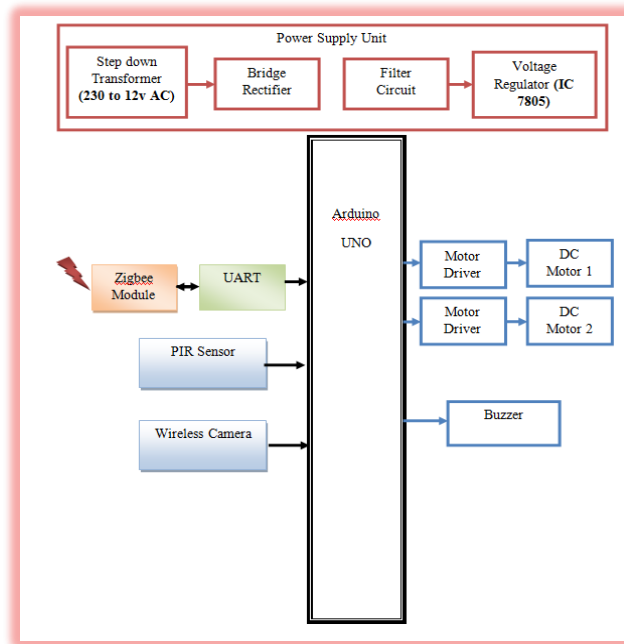 Power Supply Unit
Step down
Transformer
(230 to 12v AC)
Bridge
Rectifier
Filter
Circuit
Voltage
Regulator (IC
7805)
Arduino
UNO
Zigbee
Module
UART
PIR Sensor
Wireless Camera
Motor
Driver
DC
Motor 1
Motor
Driver
DC
Motor 2
Buzzer